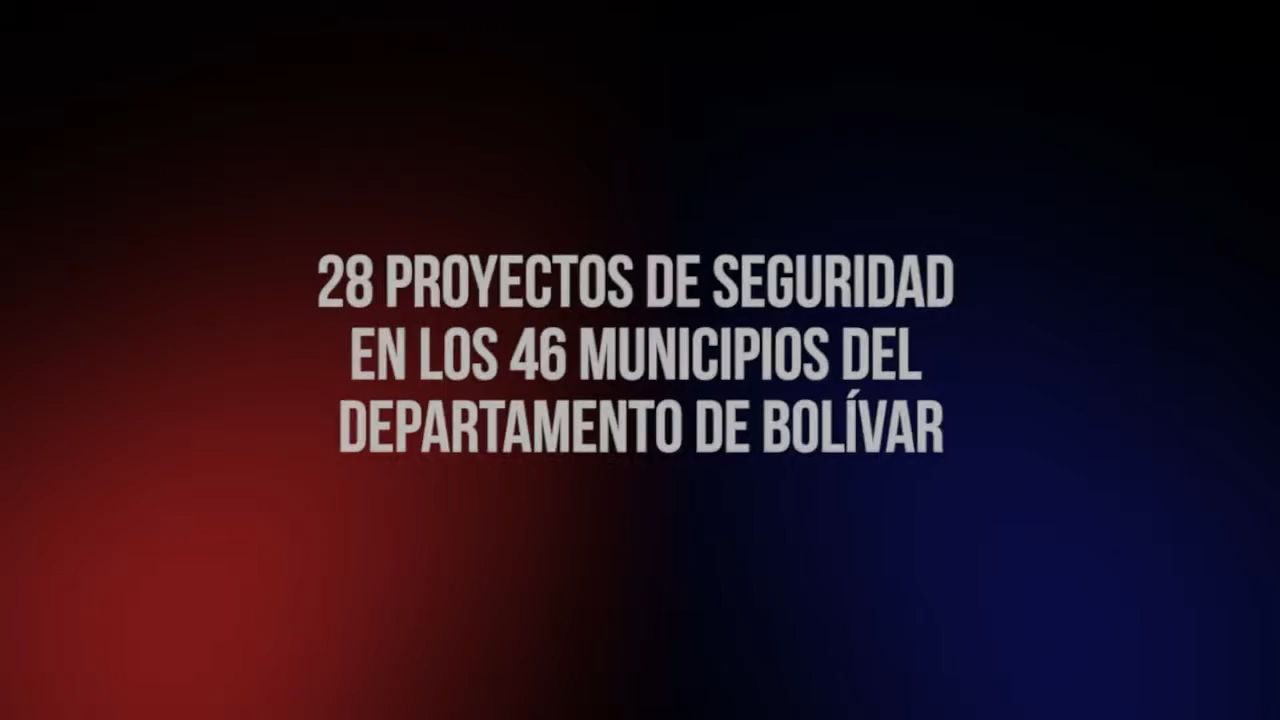 28 PROYECTOS DE SEGURIDAD
EN LOS 46 MUNICIPIOS DEL
DEPARTAMENTO DE BOLÍVAR